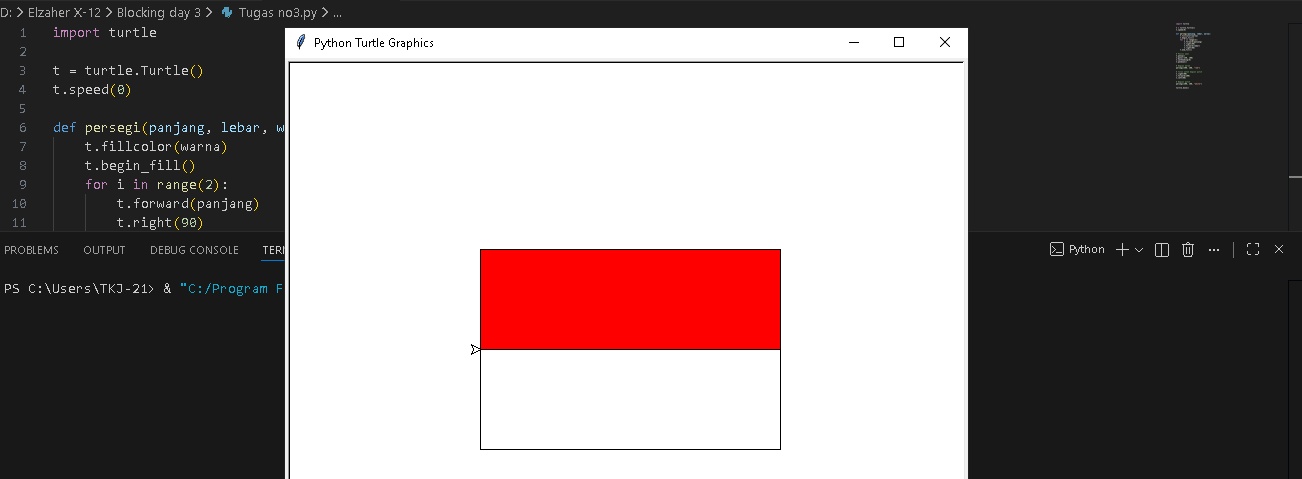 D: > Elzaher X-12 > Blocking day 3 > Tugas no3.py > ...
Python Turtle Graphics
1 import turtle
2
3 t = turtle.Turtle()
4 t.speed(0)
5
6 def persegi(panjang, lebar, w
7 t.fillcolor(warna)
8 t.begin_fill()
9 for i in range(2):
10 t.forward(panjang)
11 t.right(90)
PROBLEMS OUTPUT DEBUG CONSOLE TERM
Python
PS C:\Users\TKJ-21> & "C:/Program F